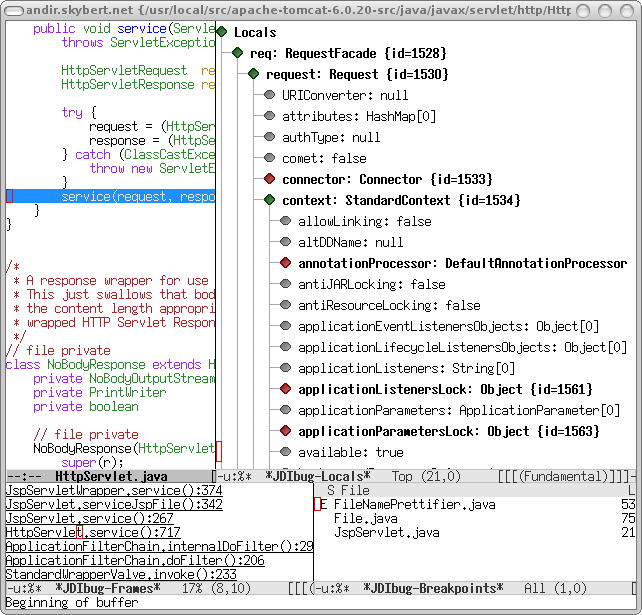 andir.skybert.net {/usr/local/src/apache-tomcat-6.0.20-src/java/javax/servlet/http/Http
public void service(Servlet
throws ServletException
HttpServletRequest re
HttpServletResponse re
try {
request = (HttpSer
response = (HttpSe
} catch (ClassCastExce
throw new ServletE
}
service(request, respo
}
}
/*
* A response wrapper for use
* This just swallows that bod
* the content length appropri
* wrapped HTTP Servlet Respon
*/
// file private
class NoBodyResponse extends H
private NoBodyOutputStream
private PrintWriter
private boolean
// file private
NoBodyResponse(HttpServlet
super(r);
--:-- HttpServlet.java
Locals
req: RequestFacade {id=1528}
request: Request {id=1530}
URIConverter: null
attributes: HashMap[0]
authType: null
comet: false
connector: Connector {id=1533}
context: StandardContext {id=1534}
allowLinking: false
altDDName: null
annotationProcessor: DefaultAnnotationProcessor
antiJARLocking: false
antiResourceLocking: false
applicationEventListenersObjects: Object[0]
applicationLifecycleListenersObjects: Object[0]
applicationListeners: String[0]
applicationListenersLock: Object {id=1561}
applicationParameters: ApplicationParameter[0]
applicationParametersLock: Object {id=1563}
available: true
-u:%* *JDIbug-Locals* Top (21,0) [[[(Fundamental)]]]
JspServletWrapper.service():374
JspServlet.serviceJspFile():342
JspServlet.service():267
HttpServlet.service():717
ApplicationFilterChain.internalDoFilter():29
ApplicationFilterChain.doFilter():206
StandardWrapperValve.invoke():233
-u:%* *JDIbug-Frames* 17% (8,10) [[[(
S File L
E FileNamePrettifier.java 53
File.java 75
JspServlet.java 21
-u:%* *JDIbug-Breakpoints* All (1,0)
Beginning of buffer